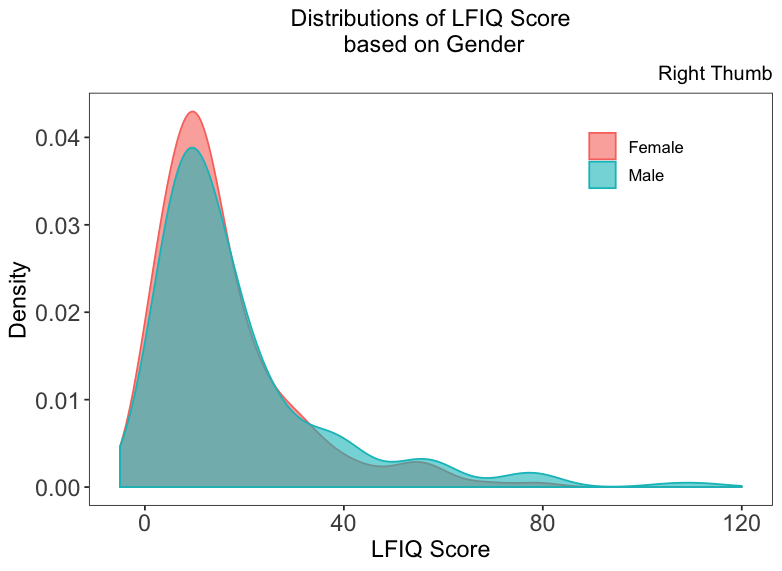 Distributions of LFIQ Score
based on Gender
Right Thumb
0.04
0.03
0.02
0.01
0.00
Density
Female
Male
0
40
80
120
LFIQ Score